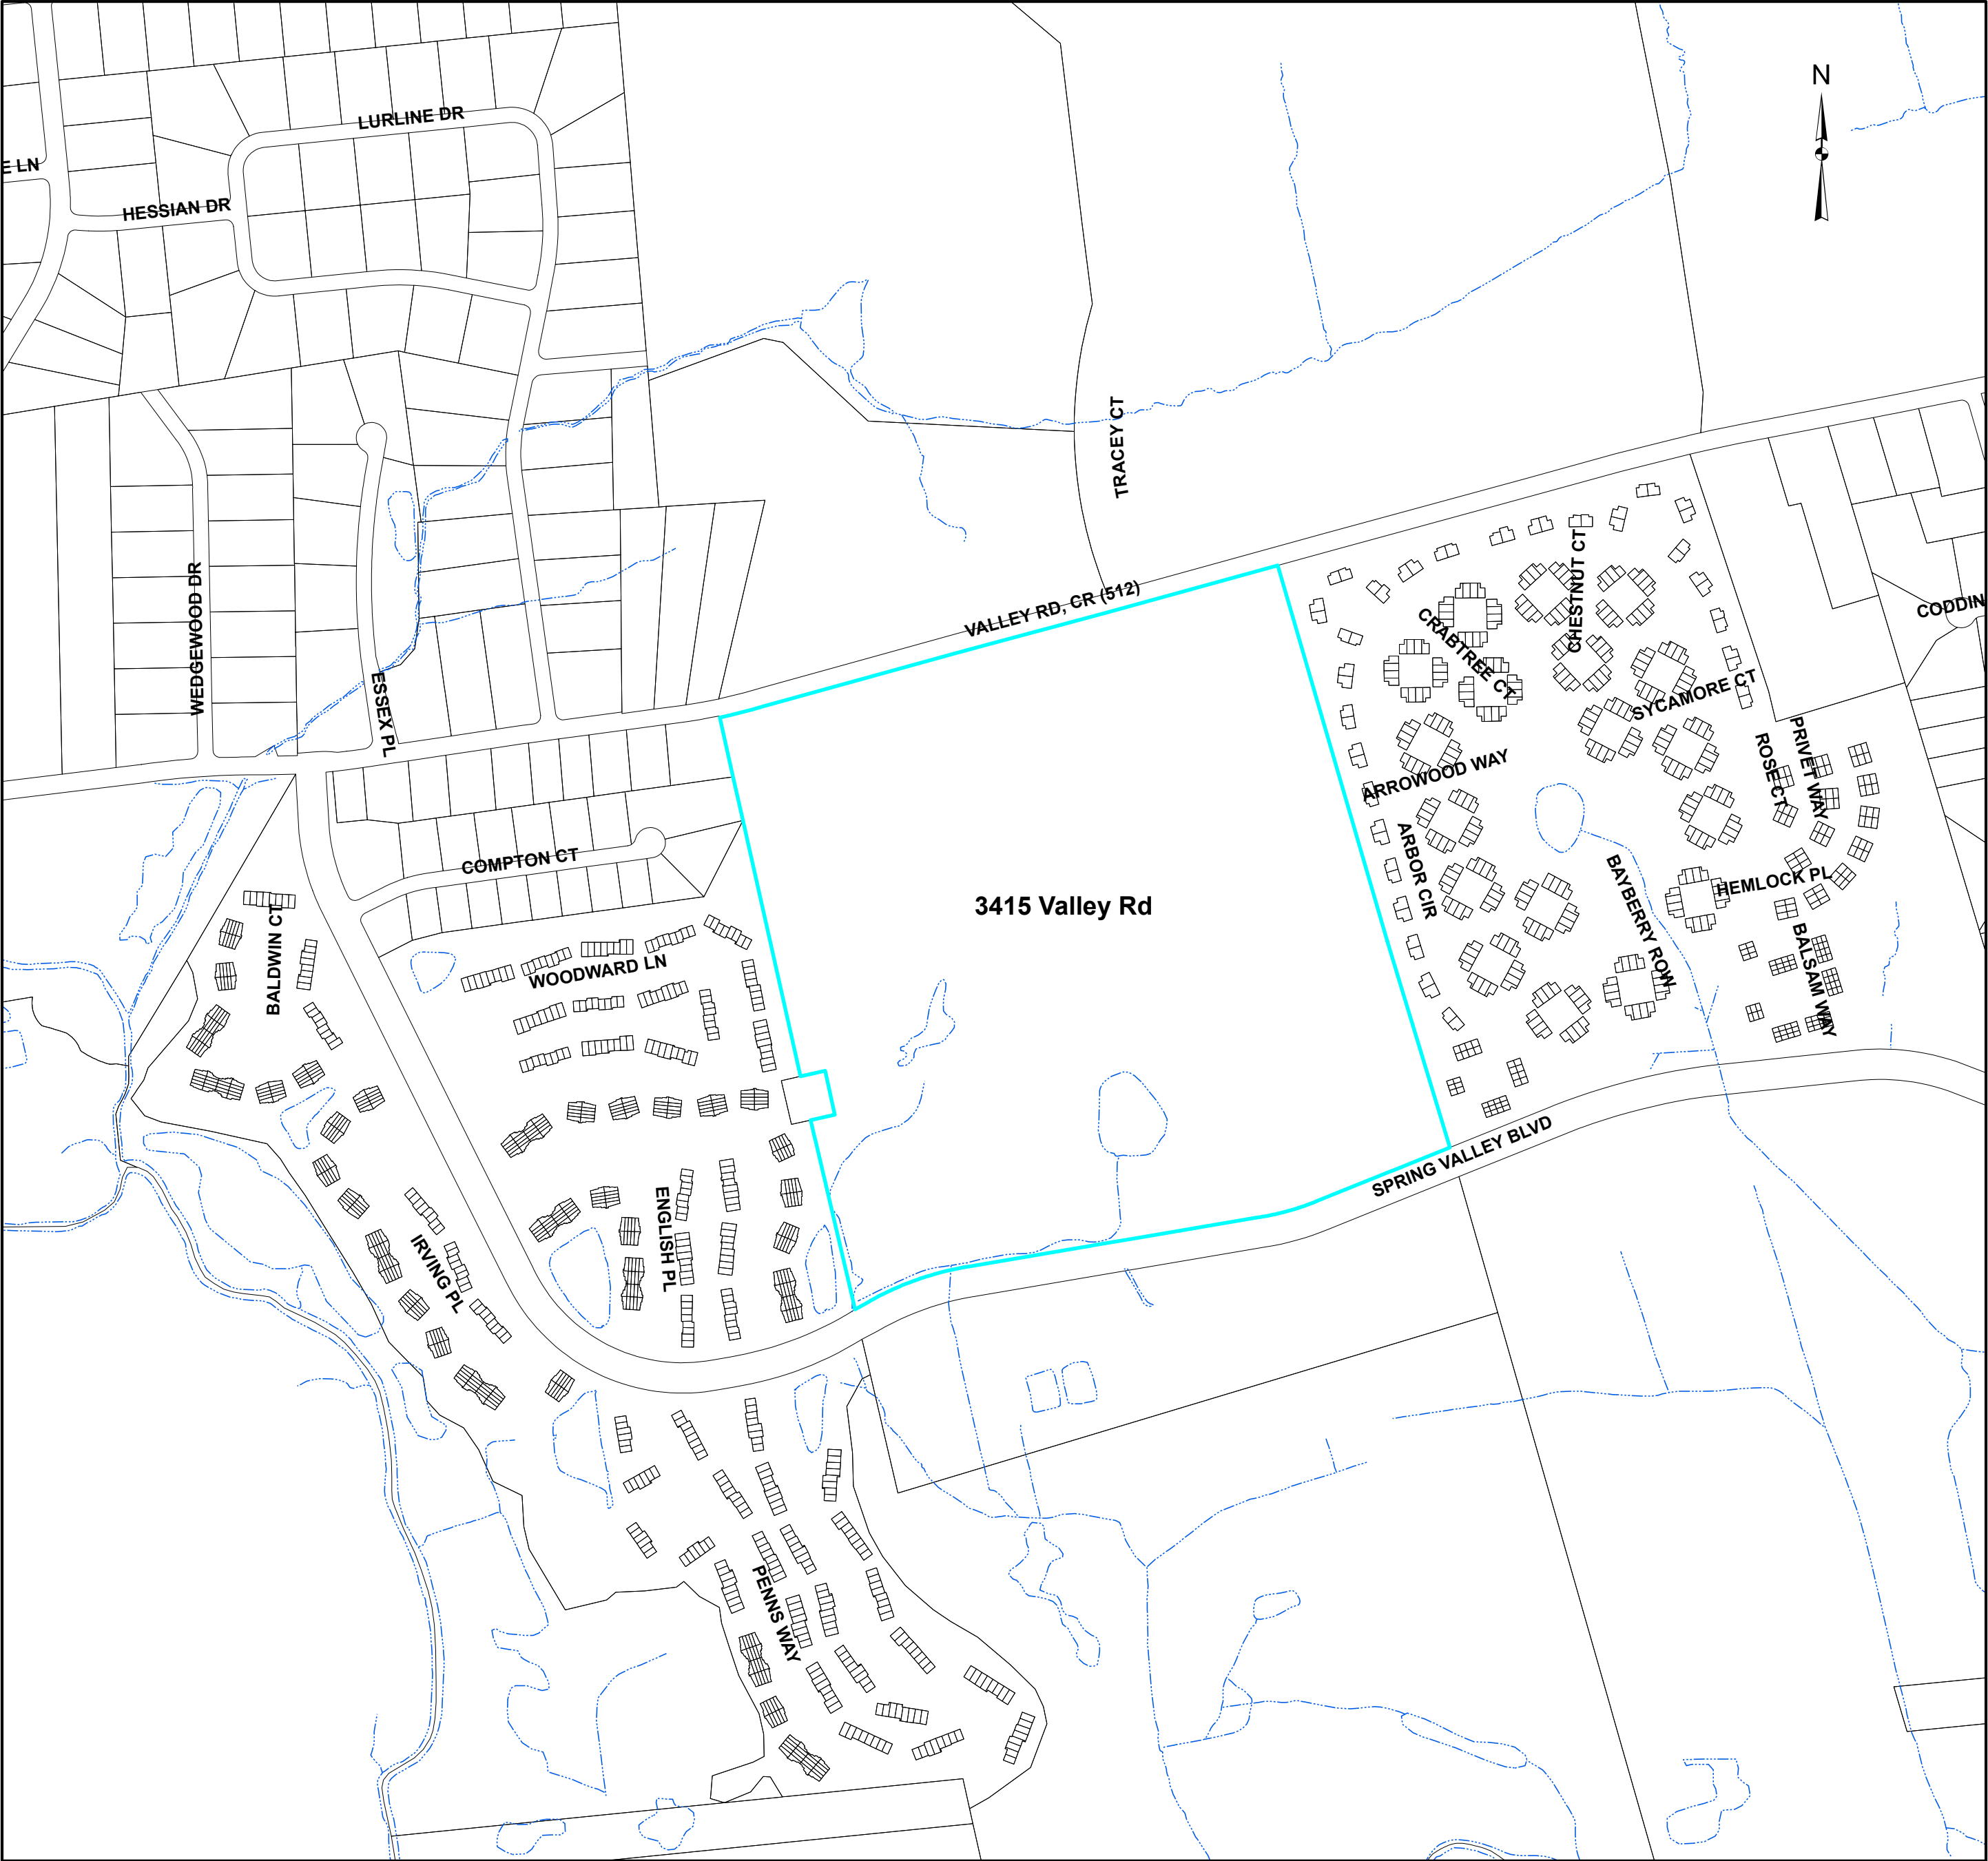 N
LURLINE DR
E LN
HESSIAN DR
TRACEY CT
CHESTNUT CT
VALLEY RD, CR (512)
CODDIN
WEDGEWOOD DR
CRABTREE CT
ESSEX PL
SYCAMORE CT
PRIVET WAY
ROSE CT
ARROWOOD WAY
COMPTON CT
ARBOR CIR
HEMLOCK PL
3415 Valley Rd
BAYBERRY ROW
BALDWIN CT
WOODWARD LN
BALSAM WAY
SPRING VALLEY BLVD
ENGLISH PL
IRVING PL
PENNS WAY